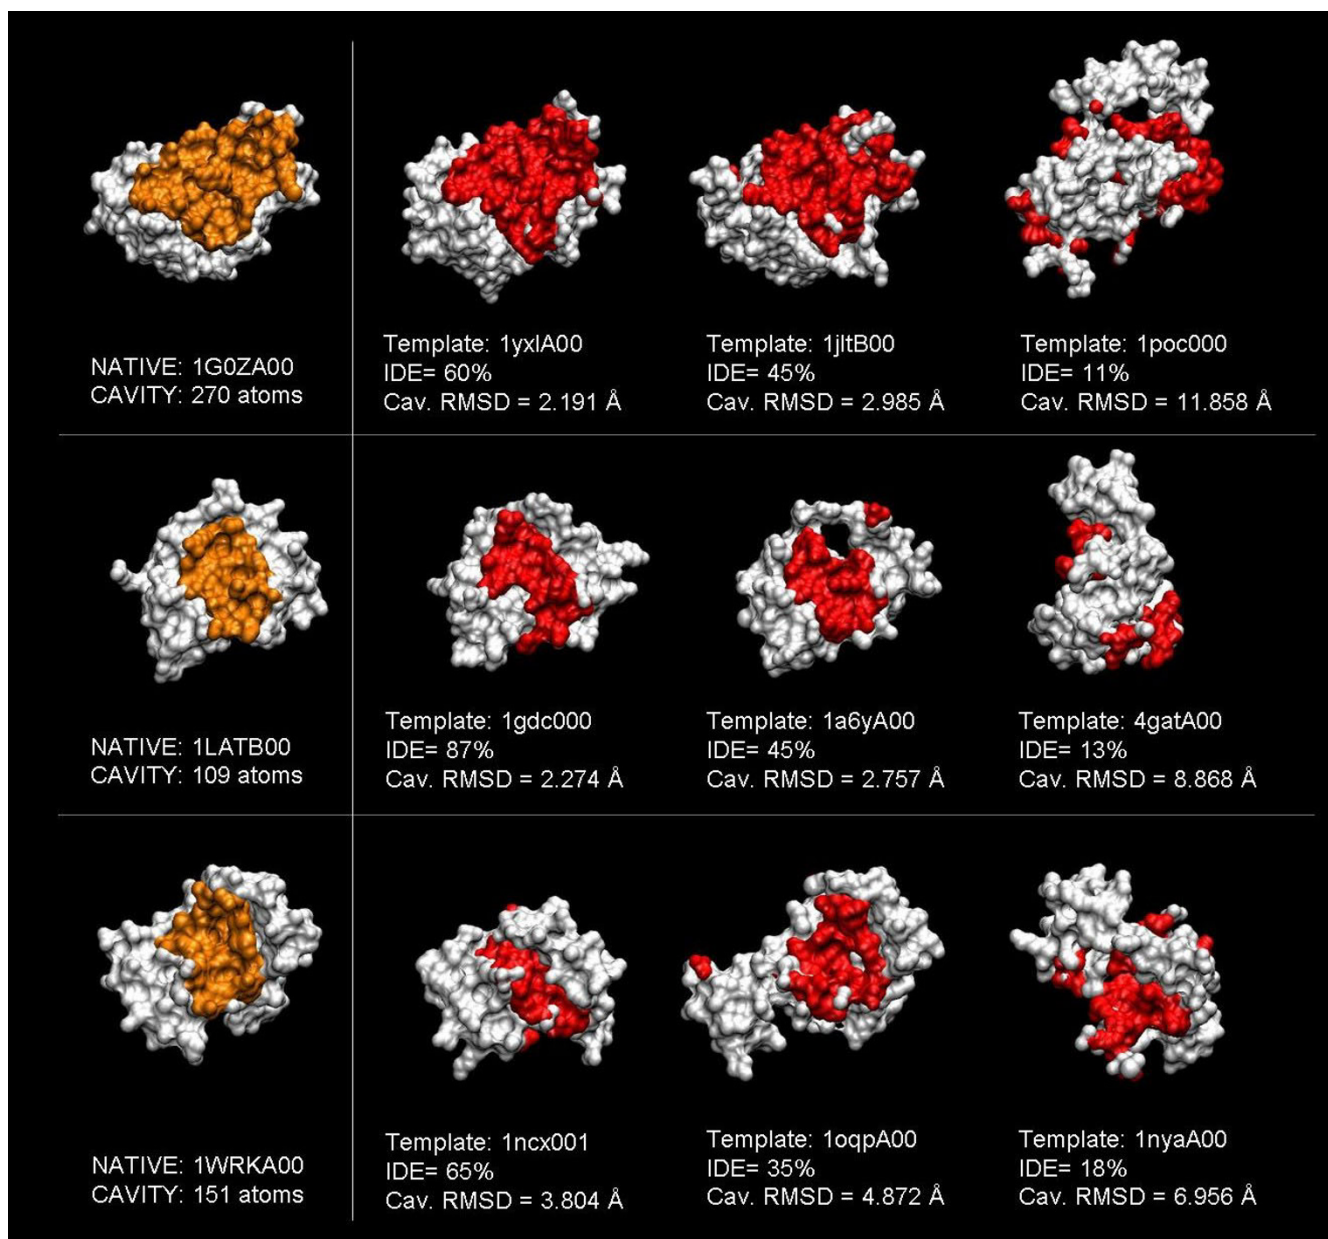 NATIVE: 1G0ZA00
CAVITY: 270 atoms
Template: 1yxlA00
IDE= 60%
Cav. RMSD = 2.191 Å
Template: 1jltB00
IDE= 45%
Cav. RMSD = 2.985 Å
Template: 1poc000
IDE= 11%
Cav. RMSD = 11.858 Å
NATIVE: 1LATB00
CAVITY: 109 atoms
Template: 1gdc000
IDE= 87%
Cav. RMSD = 2.274 Å
Template: 1a6yA00
IDE= 45%
Cav. RMSD = 2.757 Å
Template: 4gatA00
IDE= 13%
Cav. RMSD = 8.868 Å
NATIVE: 1WRKA00
CAVITY: 151 atoms
Template: 1ncx001
IDE= 65%
Cav. RMSD = 3.804 Å
Template: 1oqpA00
IDE= 35%
Cav. RMSD = 4.872 Å
Template: 1nyaA00
IDE= 18%
Cav. RMSD = 6.956 Å